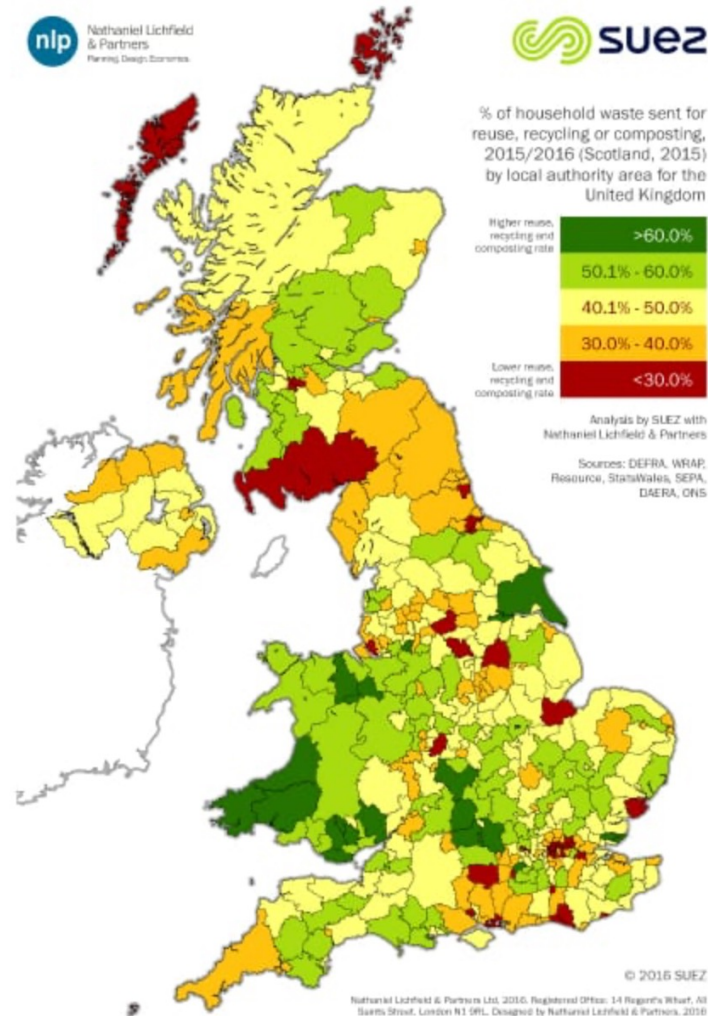 nlp
Nathaniel Lichfield
& Partners
Planning. Design. Economics.
suez
% of household waste sent for
reuse, recycling or composting,
2015/2016 (Scotland, 2015)
by local authority area for the
United Kingdom
Higher reuse,
recycling and
composting rate
>60.0%
50.1% - 60.0%
40.1% - 50.0%
30.0% - 40.0%
Lower reuse,
recycling and
composting rate
<30.0%
Analysis by SUEZ with
Nathaniel Lichfield & Partners
Sources: DEFRA, WRAP,
Resource, StatsWales, SEPA,
DAERA, ONS
© 2016 SUEZ
Nathaniel Lichfield & Partners Ltd, 2016. Registered Office: 14 Regent's Wharf, All
Saints Street, London N1 9RL. Designed by Nathaniel Lichfield & Partners, 2016